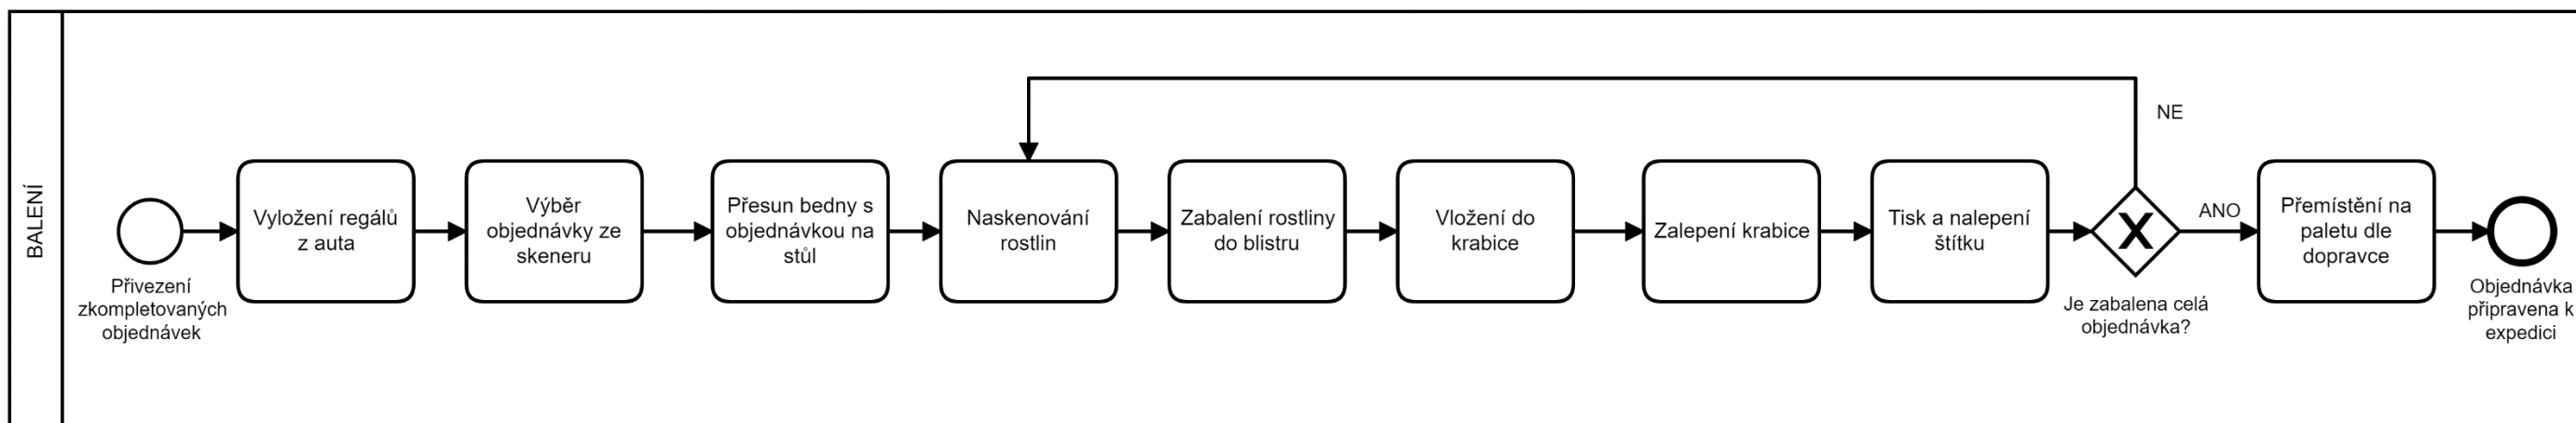 BALENÍ
Přivezení
zkompletovaných
objednávek
Vyložení regálů
z auta
Výběr
objednávky ze
skeneru
Přesun bedny s
objednávkou na
stůl
Naskenování
rostlin
Zabalení rostliny
do blistru
Vložení do
krabice
Zalepení krabice
Tisk a nalepení
štítku
X
Je zabalena celá
objednávka?
NE
ANO
Přemístění na
paletu dle
dopravce
Objednávka
připravena k
expedici